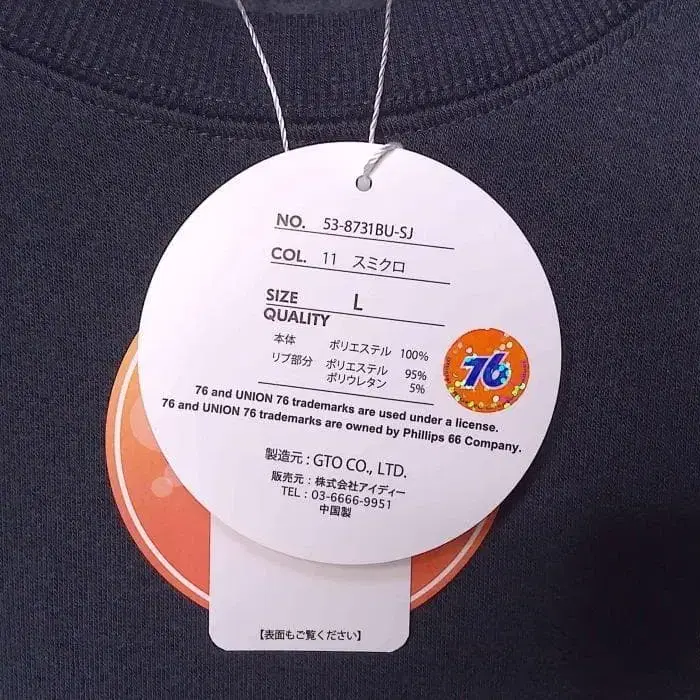 NO. 53-8731BU-SJ
COL. 11 スミクロ
SIZE L
QUALITY
本体 ポリエステル 100%
リブ部分 ポリエステル 95%
ポリウレタン 5%
76
76 and UNION 76 trademarks are used under a license.
76 and UNION 76 trademarks are owned by Phillips 66 Company.
製造元 : GTO CO., LTD.
販売元 : 株式会社アイディー
TEL : 03-6666-9951
中国製
【表面もご覧ください】